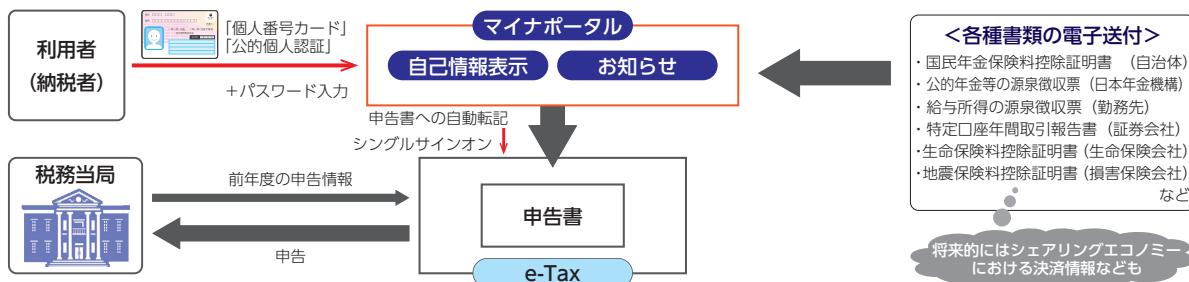 利用者
(納税者)
「個人番号カード」
「公的個人認証」
+パスワード入力
マイナポータル
自己情報表示
お知らせ
申告書への自動転記
シングルサインオン
<各種書類の電子送付>
・国民年金保険料控除証明書 (自治体)
・公的年金等の源泉徴収票 (日本年金機構)
・給与所得の源泉徴収票 (勤務先)
・特定口座年間取引報告書 (証券会社)
・生命保険料控除証明書 (生命保険会社)
・地震保険料控除証明書 (損害保険会社)
など
将来的にはシェアリングエコノミー
における決済情報なども
税務当局
前年度の申告情報
申告
申告書
e-Tax